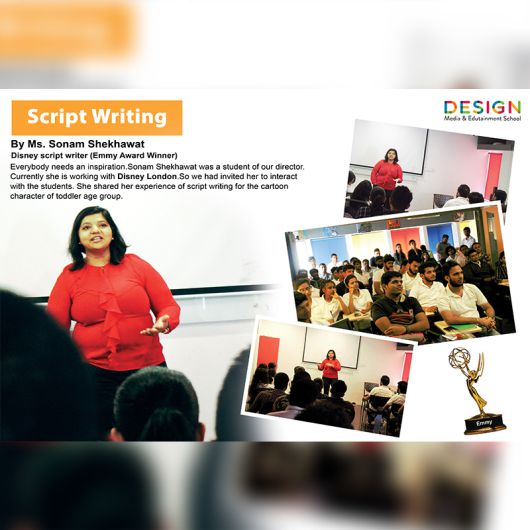 Script Writing
DESIGN
Media & Edutainment School
By Ms. Sonam Shekhawat
Disney script writer (Emmy Award Winner)
Everybody needs an inspiration.Sonam Shekhawat was a student of our director.
Currently she is working with Disney London.So we had invited her to interact
with the students. She shared her experience of script writing for the cartoon
character of toddler age group.
Emmy